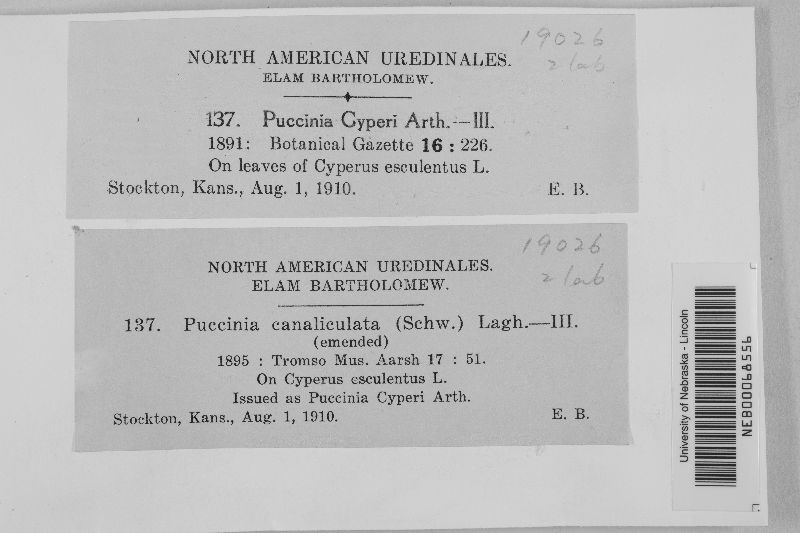 19026
2 lab
NORTH AMERICAN UREDINALES.
ELAM BARTHOLOMEW.
137. Puccinia Cyperi Arth.—III.
1891: Botanical Gazette 16 : 226.
On leaves of Cyperus esculentus L.
Stockton, Kans., Aug. 1, 1910. E. B.
19026
2 lab
NORTH AMERICAN UREDINALES.
ELAM BARTHOLOMEW.
137. Puccinia canaliculata (Schw.) Lagh.—III.
(emended)
1895 : Tromso Mus. Aarsh 17 : 51.
On Cyperus esculentus L.
Issued as Puccinia Cyperi Arth.
Stockton, Kans., Aug. 1, 1910. E. B.
University of Nebraska - Lincoln
NEB00068556